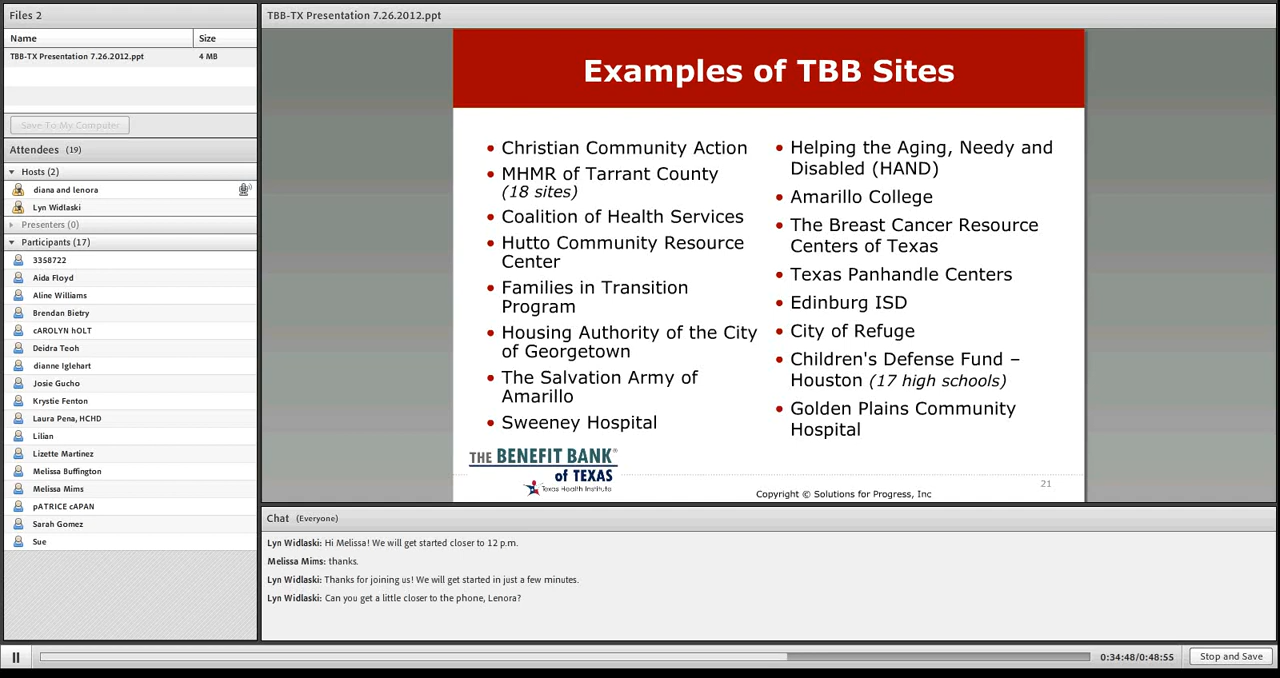 Files 2
Name Size
TBB-TX Presentation 7.26.2012.ppt 4 MB
Save To My Computer
Attendees (19)
Hosts (2)
diana and lenora
Lyn Widlaski
Presenters (0)
Participants (17)
3358722
Aida Floyd
Aline Williams
Brendan Bietry
cAROLYN hOLT
Deidra Teoh
dianne Iglehart
Josie Gucho
Krystie Fenton
Laura Pena, HCHD
Lilian
Lizette Martinez
Melissa Buffington
Melissa Mims
pATRICE cAPAN
Sarah Gomez
Sue
TBB-TX Presentation 7.26.2012.ppt
Examples of TBB Sites
• Christian Community Action
• MHMR of Tarrant County
(18 sites)
• Coalition of Health Services
• Hutto Community Resource
Center
• Families in Transition
Program
• Housing Authority of the City
of Georgetown
• The Salvation Army of
Amarillo
• Sweeney Hospital
• Helping the Aging, Needy and
Disabled (HAND)
• Amarillo College
• The Breast Cancer Resource
Centers of Texas
• Texas Panhandle Centers
• Edinburg ISD
• City of Refuge
• Children's Defense Fund –
Houston (17 high schools)
• Golden Plains Community
Hospital
THE BENEFIT BANK®
of TEXAS
Texas Health Institute
21
Copyright © Solutions for Progress, Inc
Chat (Everyone)
Lyn Widlaski: Hi Melissa! We will get started closer to 12 p.m.
Melissa Mims: thanks.
Lyn Widlaski: Thanks for joining us! We will get started in just a few minutes.
Lyn Widlaski: Can you get a little closer to the phone, Lenora?
0:34:48/0:48:55 Stop and Save